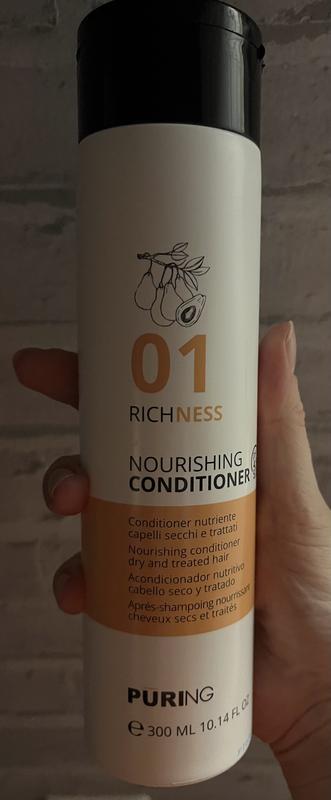 01
RICHNESS
NOURISHING
CONDITIONER
Conditioner nutriente
capelli secchi e trattati
Nourishing conditioner
dry and treated hair
Acondicionador nutritivo
cabello seco y tratado
Après-shampoing nourrissant
cheveux secs et traités
PURING
℮ 300 ML 10.14 FL OZ